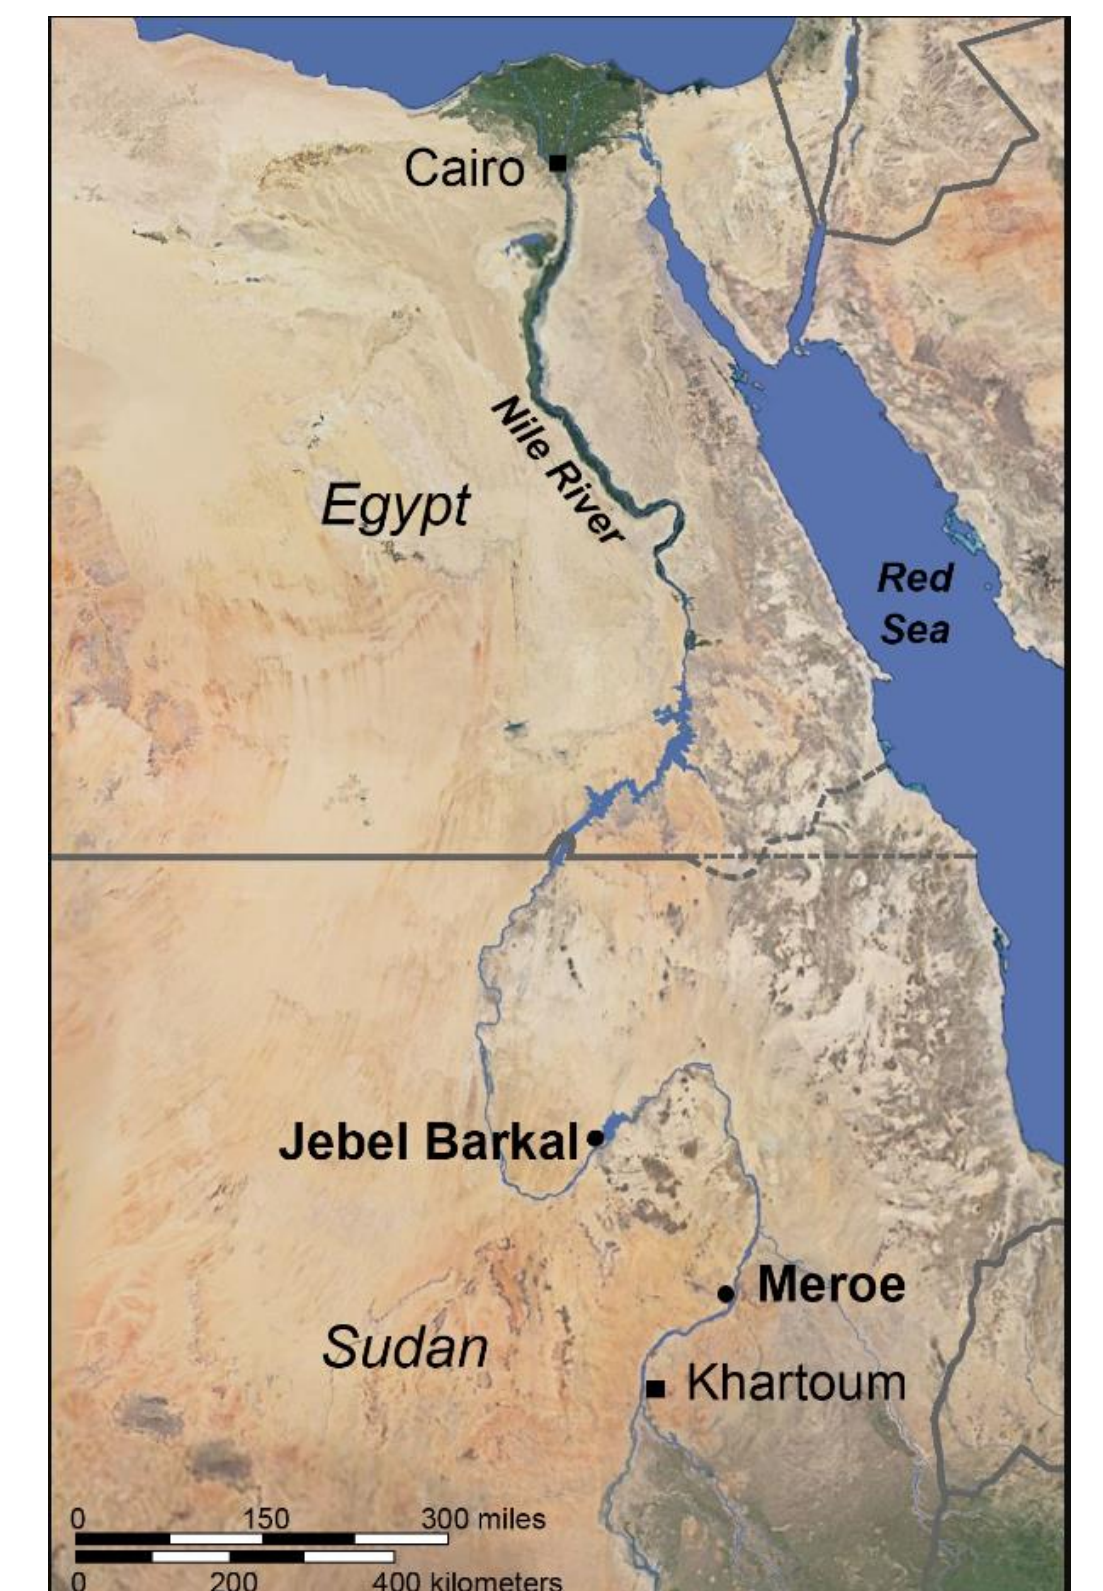 Cairo
Nile River
Egypt
Red
Sea
Jebel Barkal
Meroe
Sudan
Khartoum
0 150 300 miles
0 200 400 kilometers